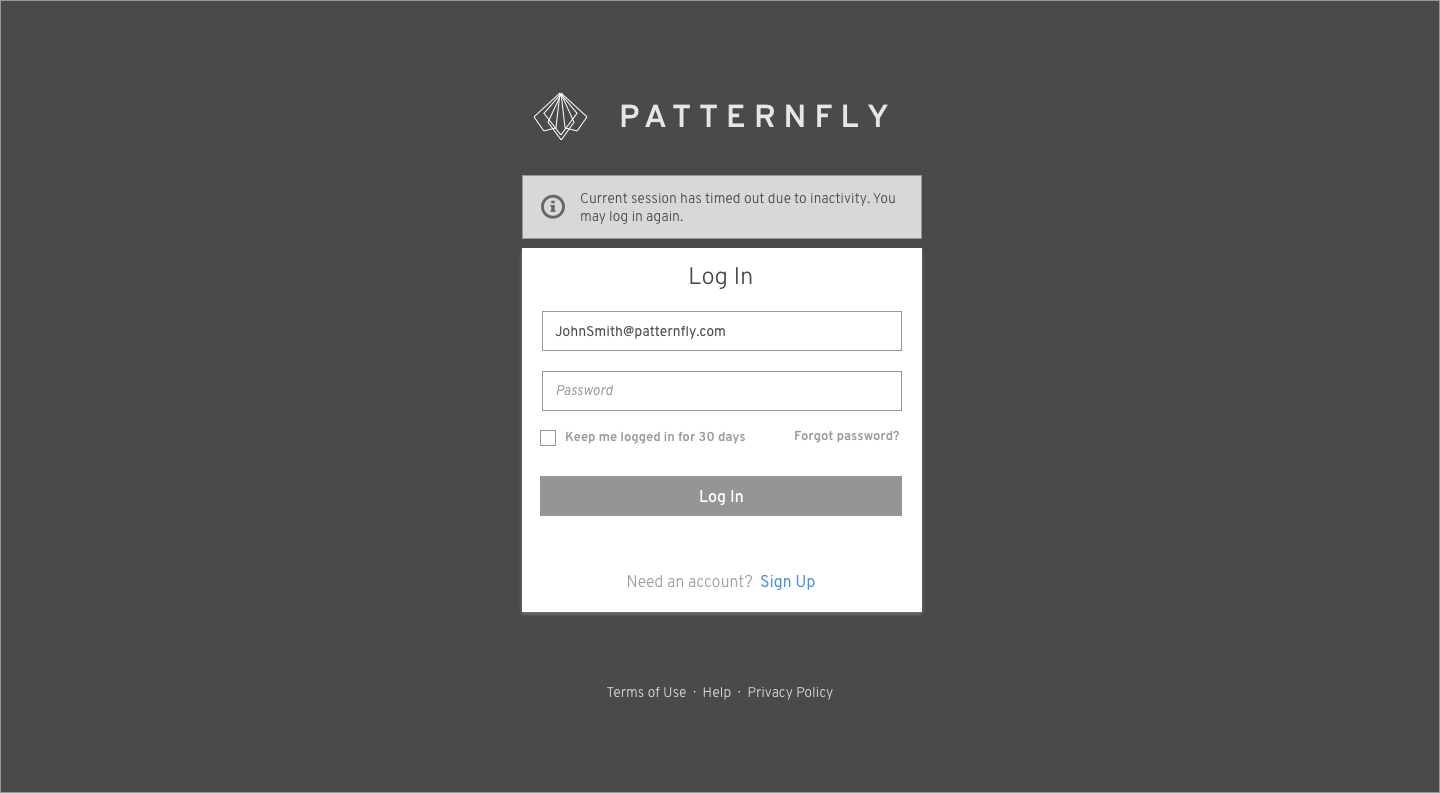 PATTERNFLY
Current session has timed out due to inactivity. You
may log in again.
Log In
JohnSmith@patternfly.com
Password
Keep me logged in for 30 days Forgot password?
Log In
Need an account? Sign Up
Terms of Use · Help · Privacy Policy